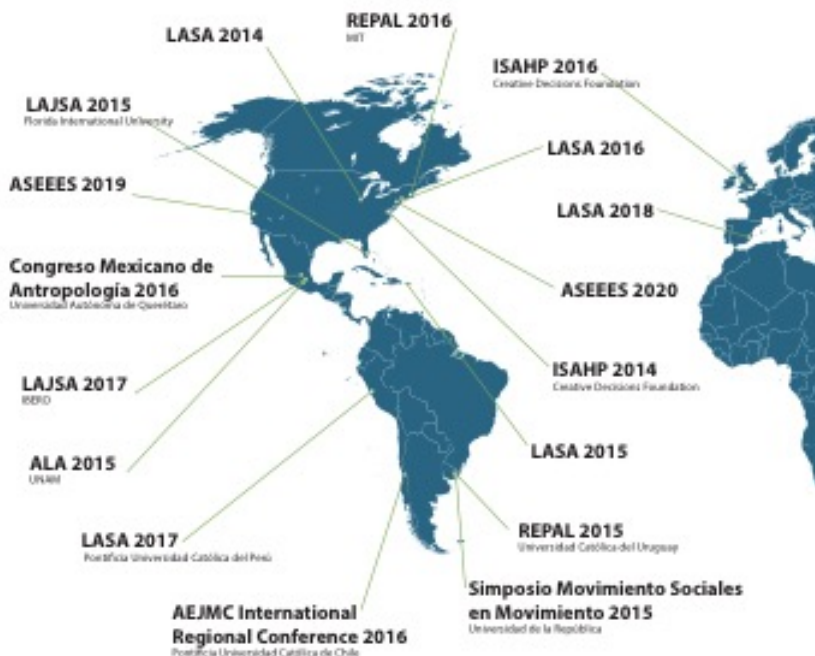 REPAL 2016
MIT
LASA 2014
ISAHP 2016
Creative Decisions Foundation
LAJSA 2015
Florida International University
LASA 2016
ASEEES 2019
LASA 2018
Congreso Mexicano de
Antropología 2016
Universidad Autónoma de Querétaro
ASEEES 2020
ISAHP 2014
Creative Decisions Foundation
LAJSA 2017
IBERO
LASA 2015
ALA 2015
UNAM
LASA 2017
Pontificia Universidad Católica del Perú
REPAL 2015
Universidad Católica del Uruguay
Simposio Movimiento Sociales
en Movimiento 2015
Universidad de la República
AEJMC International
Regional Conference 2016
Pontificia Universidad Católica de Chile